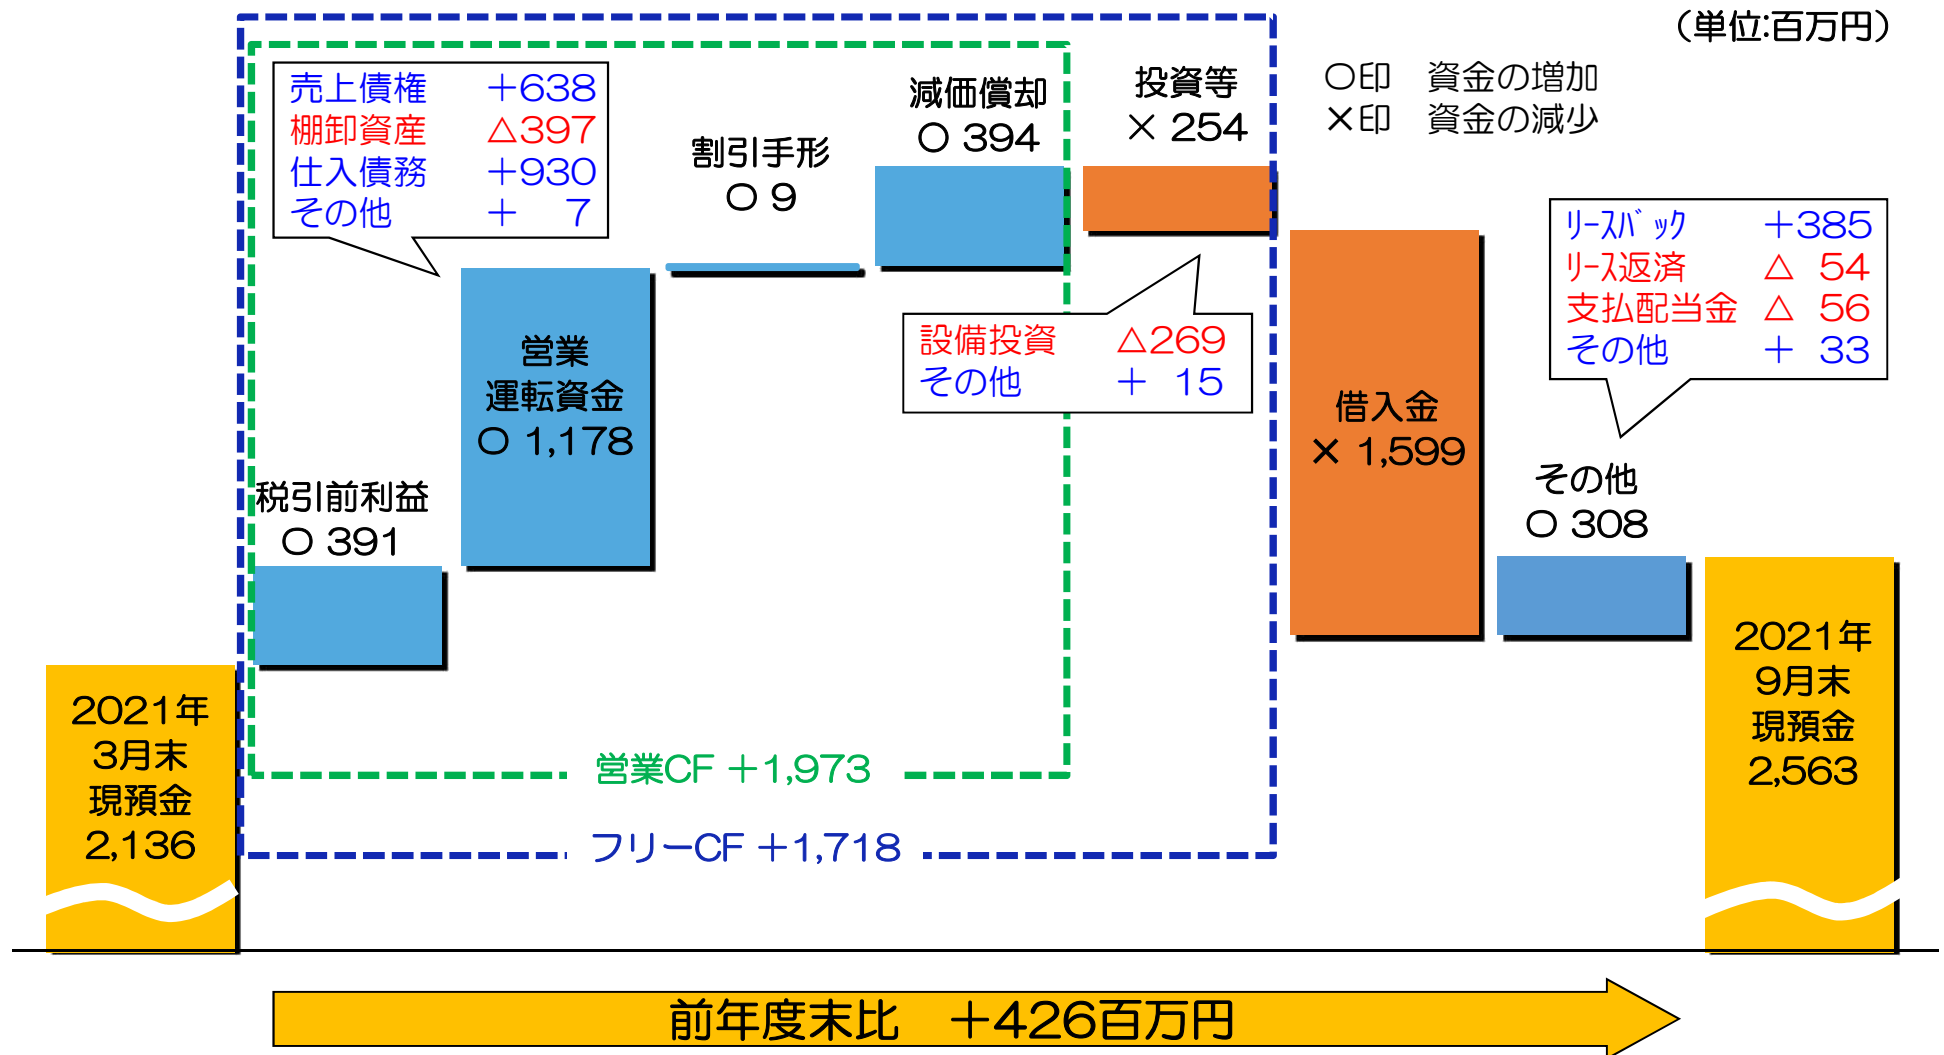 (単位:百万円)
〇印 資金の増加
×印 資金の減少
売上債権 +638
棚卸資産 △397
仕入債務 +930
その他 + 7
割引手形
〇 9
減価償却
〇 394
投資等
× 254
設備投資 △269
その他 + 15
リースバック +385
リース返済 △ 54
支払配当金 △ 56
その他 + 33
営業
運転資金
〇 1,178
税引前利益
〇 391
借入金
× 1,599
その他
〇 308
2021年
3月末
現預金
2,136
2021年
9月末
現預金
2,563
営業CF +1,973
フリーCF +1,718
前年度末比 +426百万円